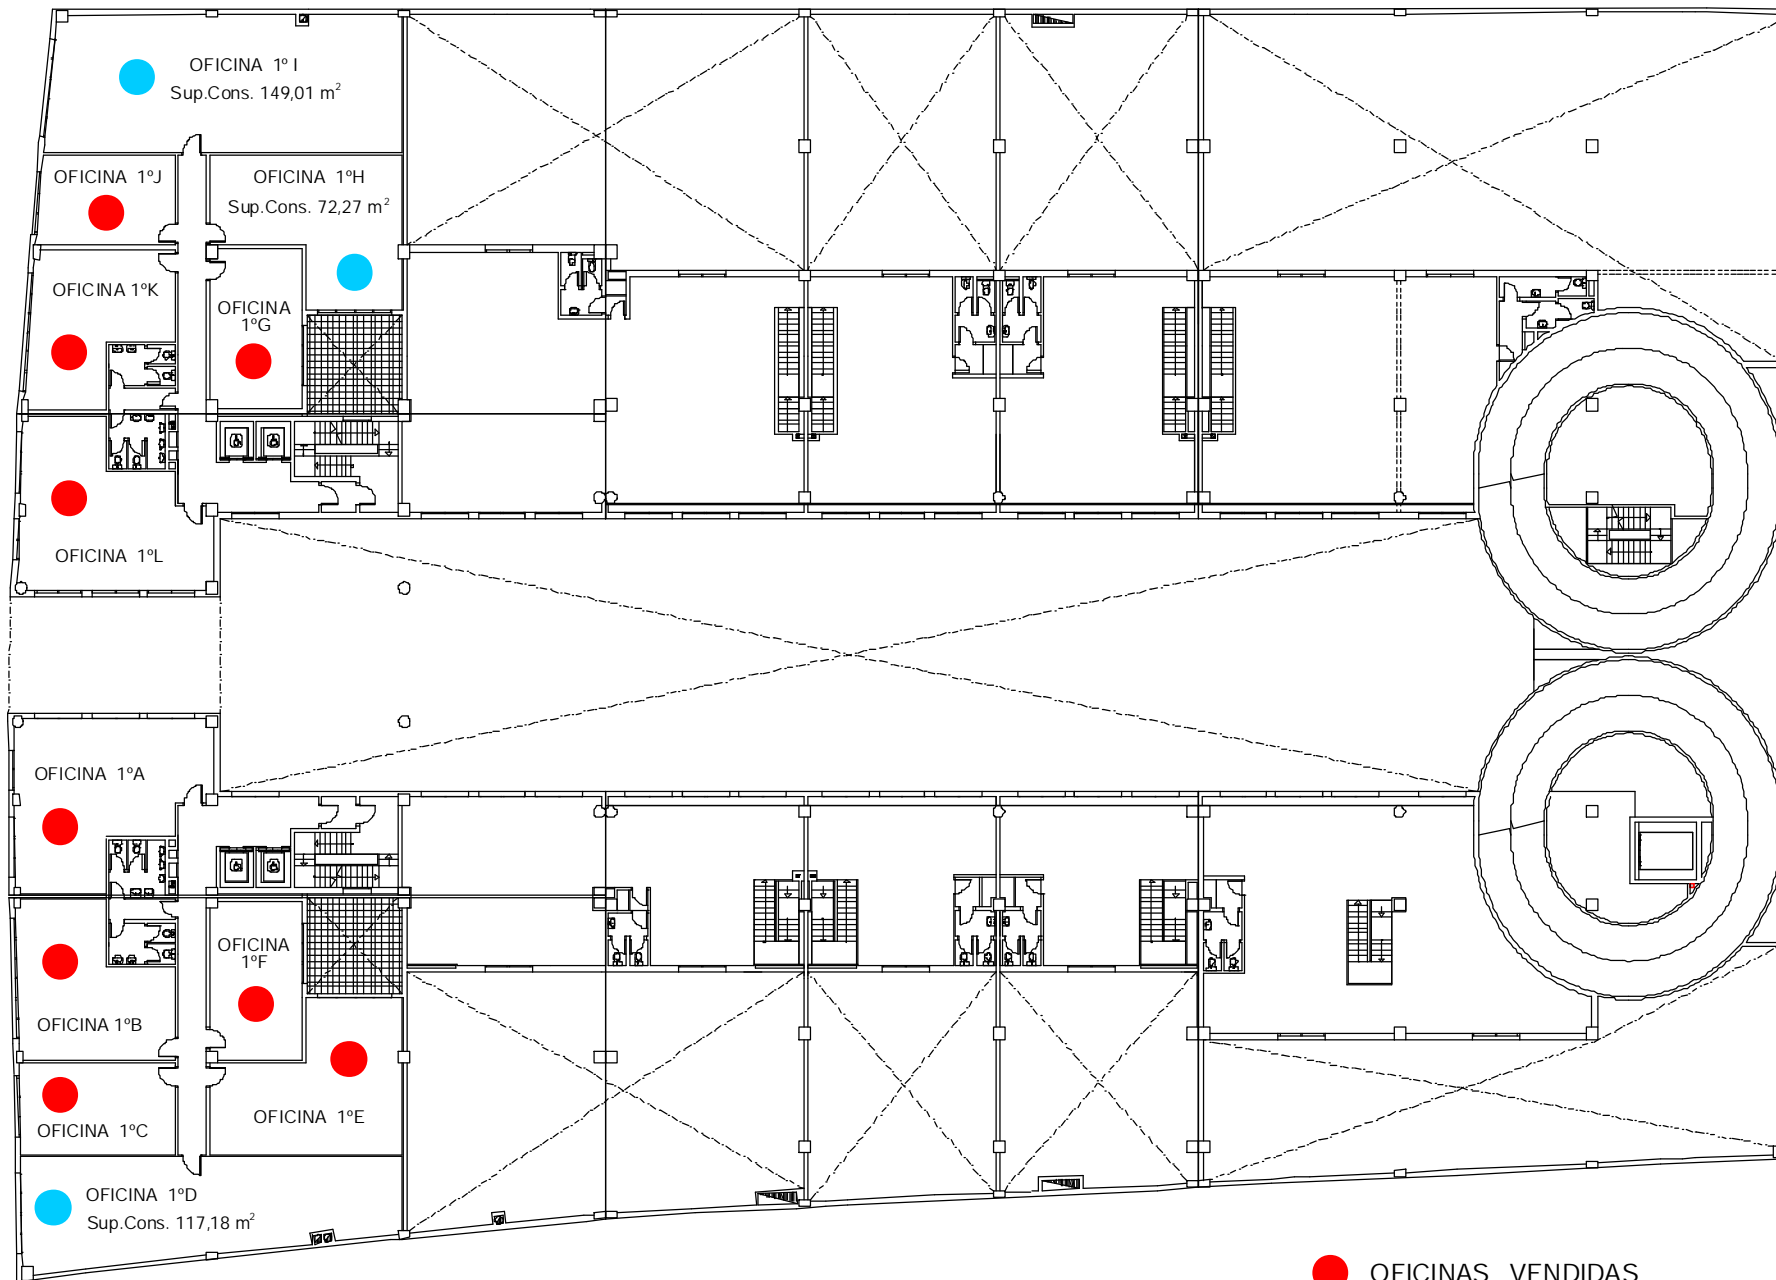 OFICINA 1º I
Sup.Cons. 149,01 m²
OFICINA 1ºJ
OFICINA 1ºH
Sup.Cons. 72,27 m²
OFICINA 1ºK
OFICINA
1ºG
OFICINA 1ºL
OFICINA 1ºA
OFICINA
1ºF
OFICINA 1ºB
OFICINA 1ºE
OFICINA 1ºC
OFICINA 1ºD
Sup.Cons. 117,18 m²
OFICINAS VENDIDAS